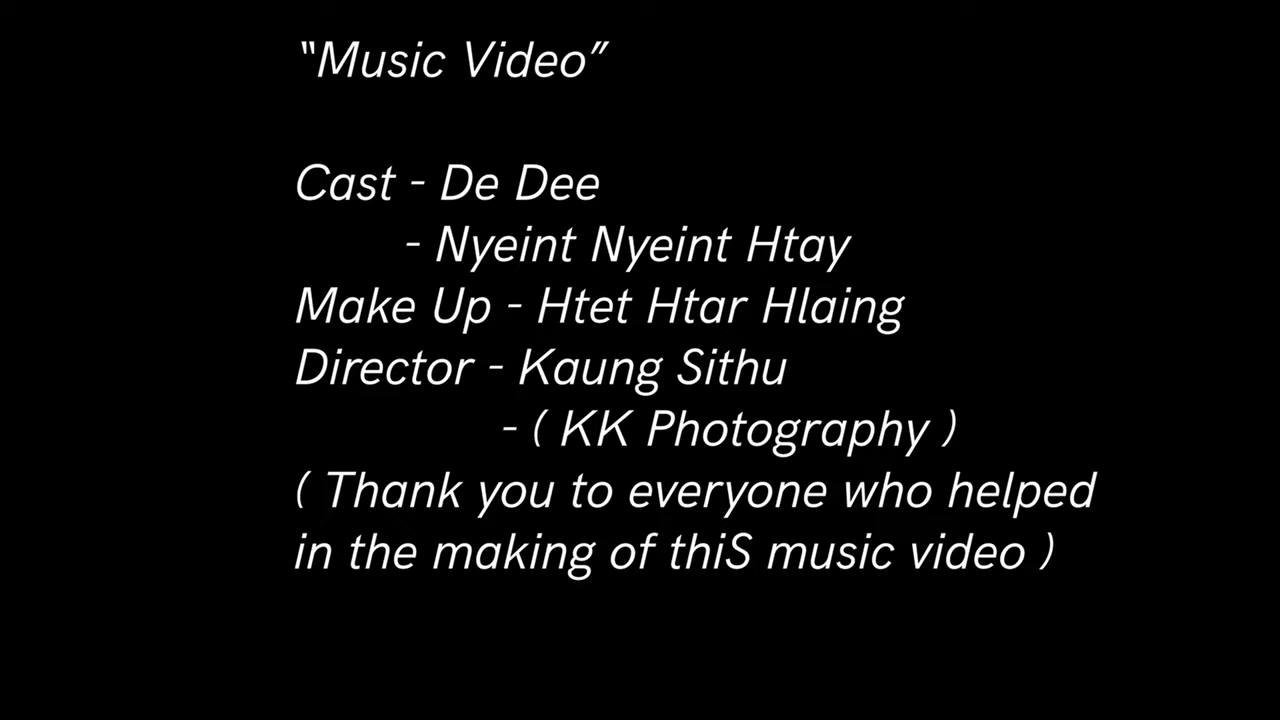 “Music Video”
Cast - De Dee
- Nyeint Nyeint Htay
Make Up - Htet Htar Hlaing
Director - Kaung Sithu
- ( KK Photography )
( Thank you to everyone who helped
in the making of thiS music video )